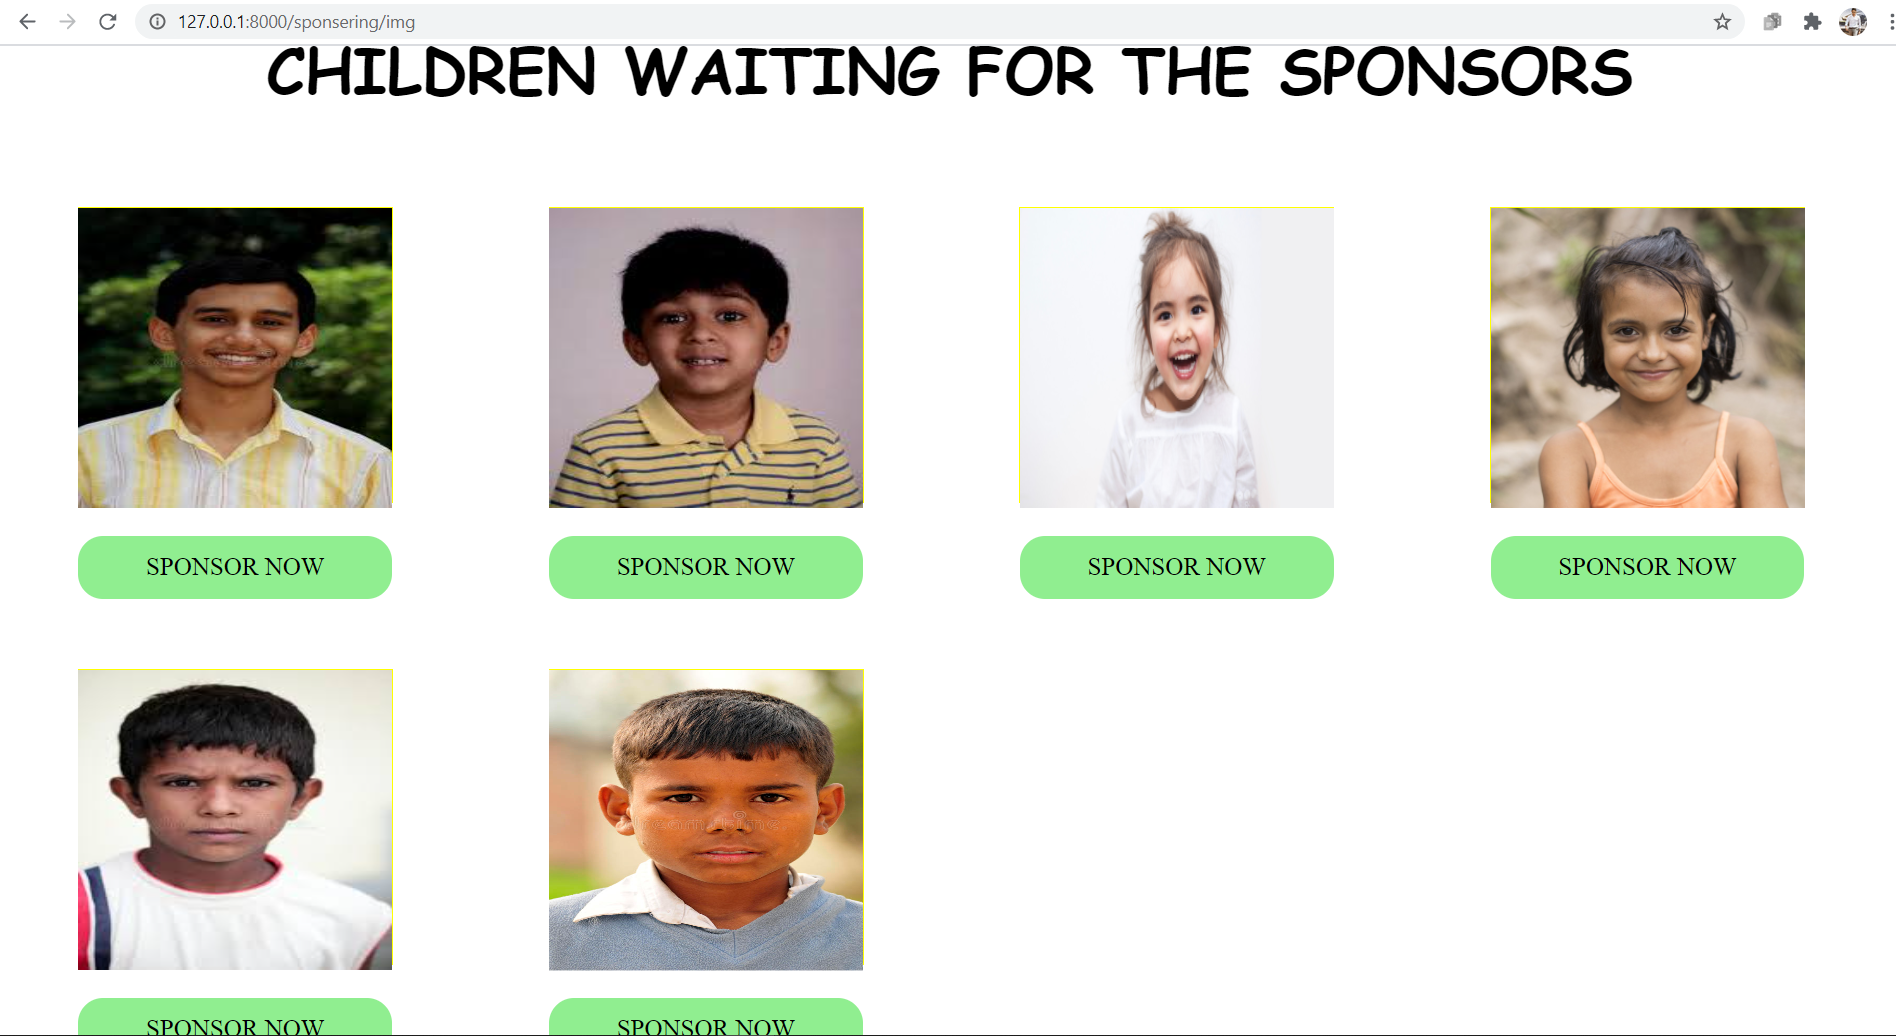 127.0.0.1:8000/sponsering/img
CHILDREN WAITING FOR THE SPONSORS
SPONSOR NOW SPONSOR NOW SPONSOR NOW SPONSOR NOW
SPONSOR NOW SPONSOR NOW